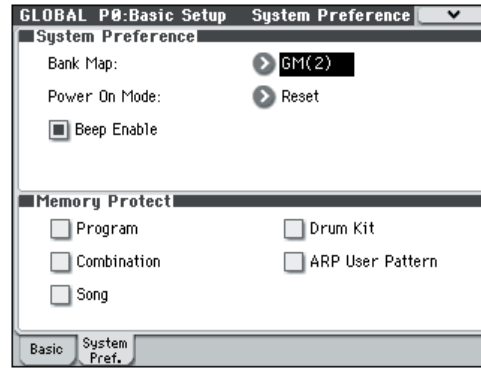 GLOBAL P0:Basic Setup System Preference
System Preference
Bank Map: GM(2)
Power On Mode: Reset
Beep Enable
Memory Protect
Program Drum Kit
Combination ARP User Pattern
Song
Basic System Pref.